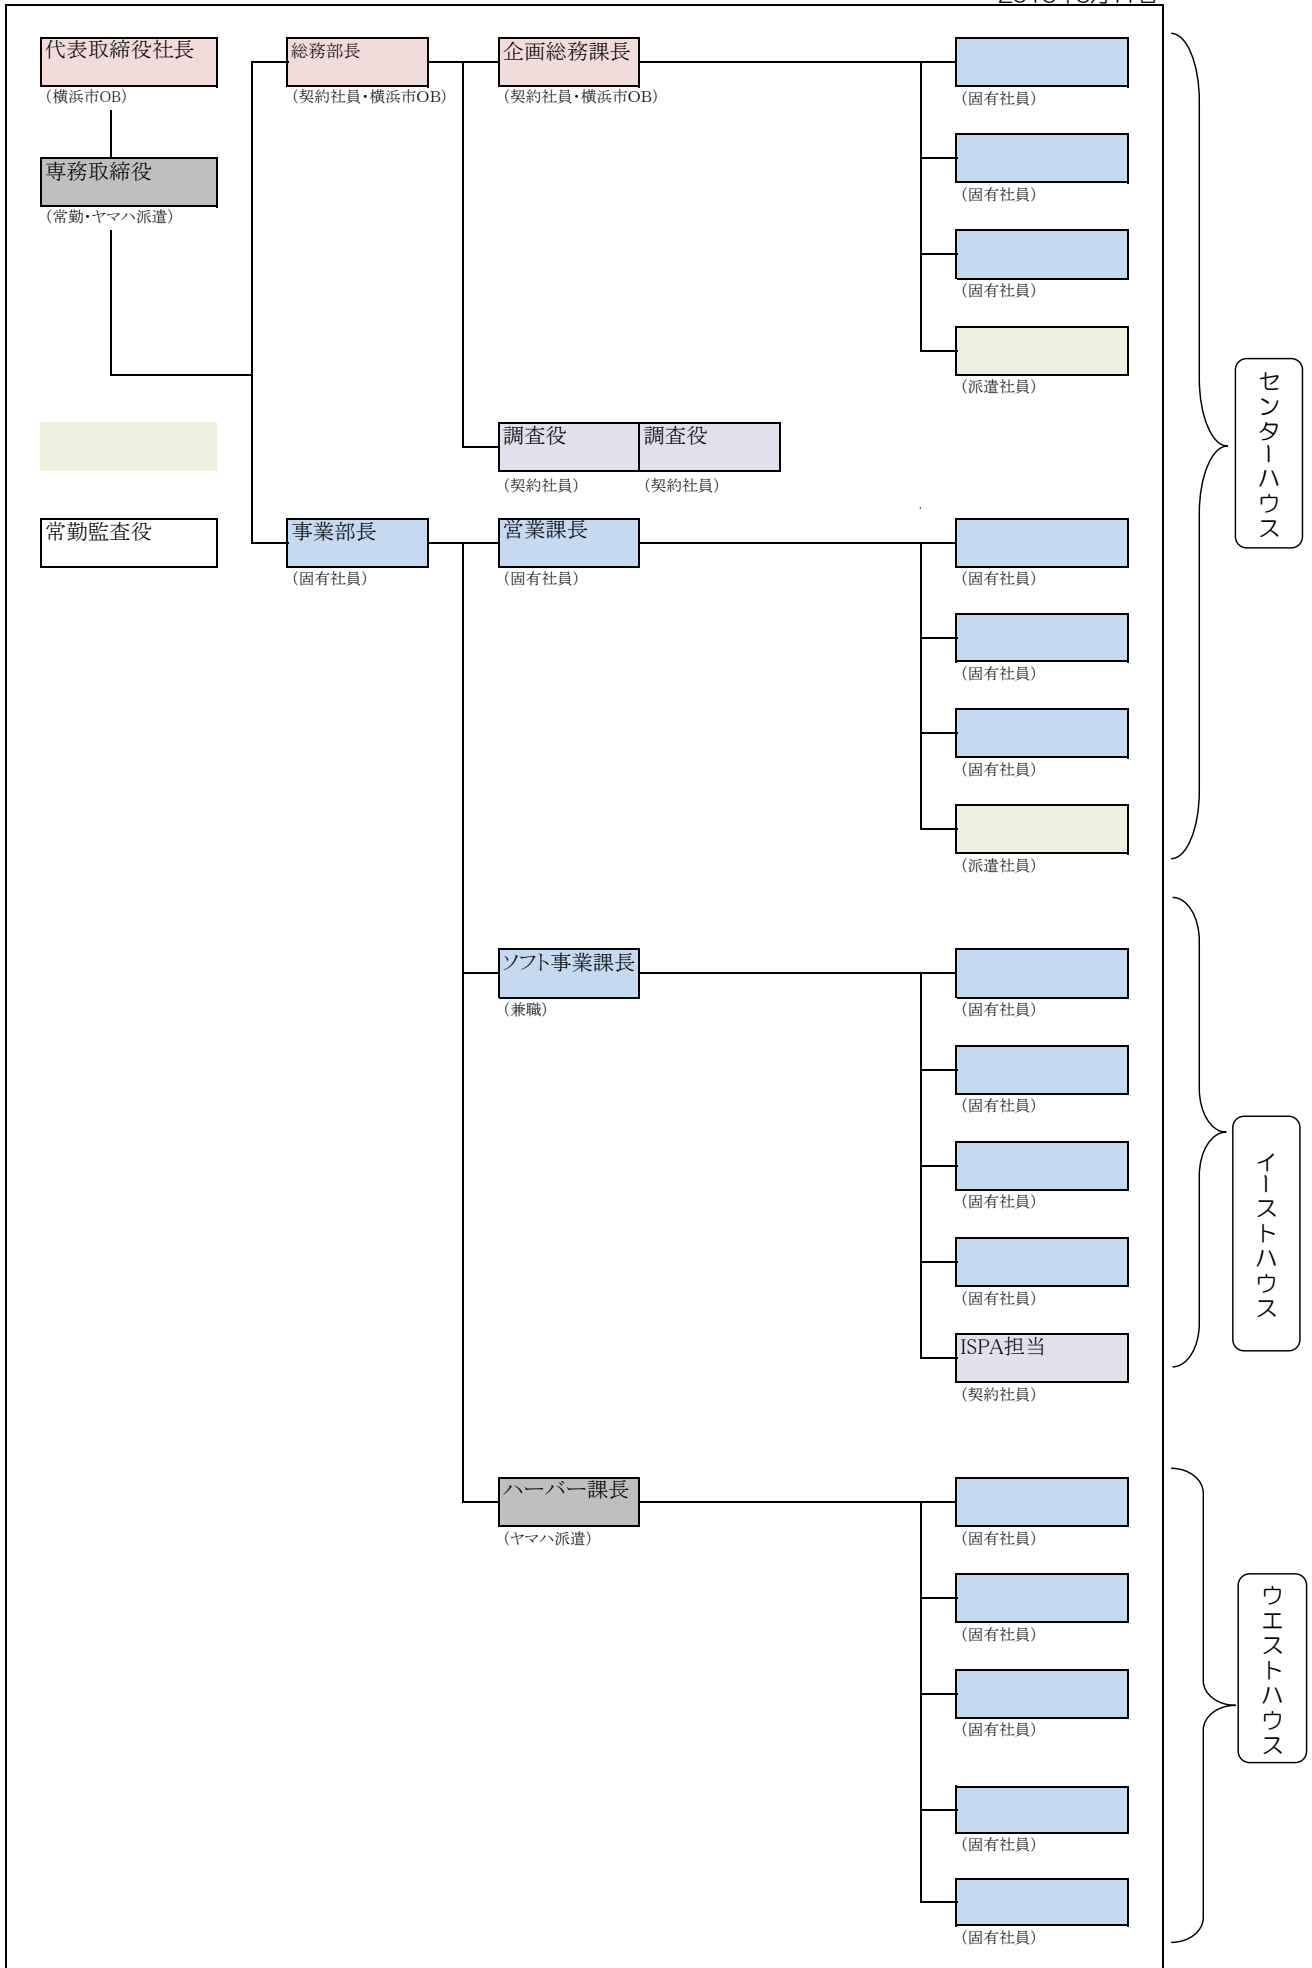 代表取締役社長
（横浜市OB）
専務取締役
（常勤・ヤマハ派遣）
常勤監査役
総務部長
（契約社員・横浜市OB）
企画総務課長
（契約社員・横浜市OB）
（固有社員）
（固有社員）
（固有社員）
（派遣社員）
調査役
調査役
（契約社員）
（契約社員）
事業部長
（固有社員）
営業課長
（固有社員）
（固有社員）
（固有社員）
（固有社員）
（派遣社員）
センターハウス
ソフト事業課長
（兼職）
（固有社員）
（固有社員）
（固有社員）
（固有社員）
ISPA担当
（契約社員）
イーストハウス
ハーバー課長
（ヤマハ派遣）
（固有社員）
（固有社員）
（固有社員）
（固有社員）
（固有社員）
ウエストハウス